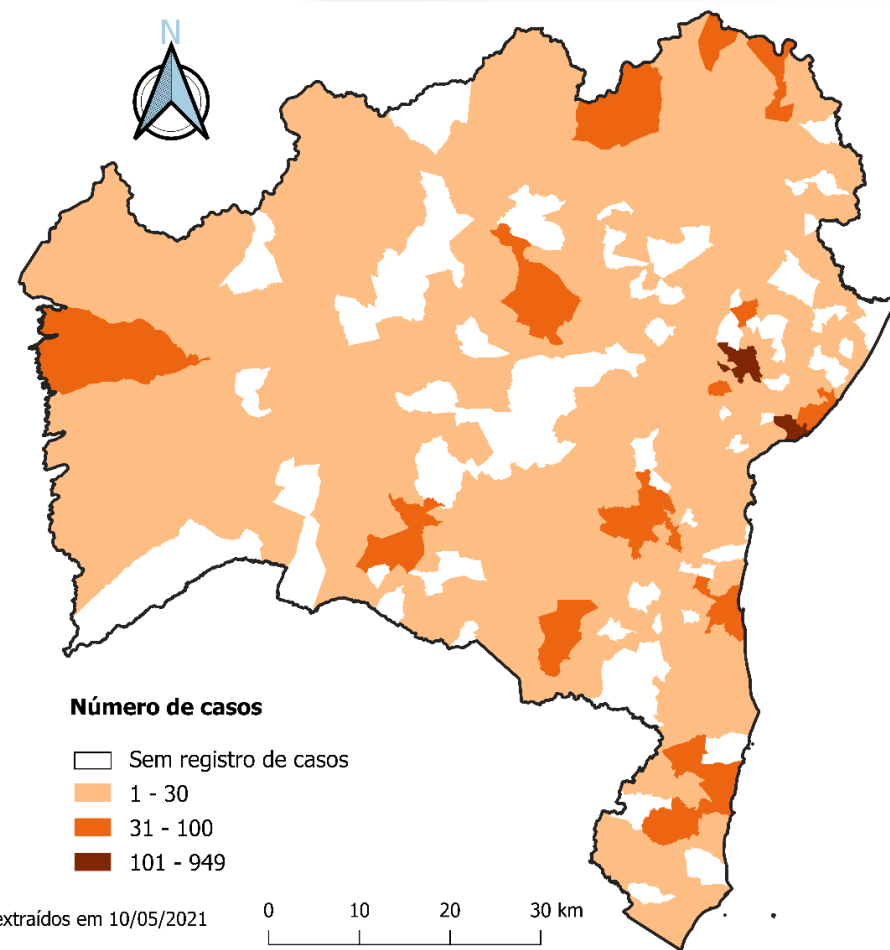 N
Número de casos
Sem registro de casos
1 - 30
31 - 100
101 - 949
extraídos em 10/05/2021
0 10 20 30 km